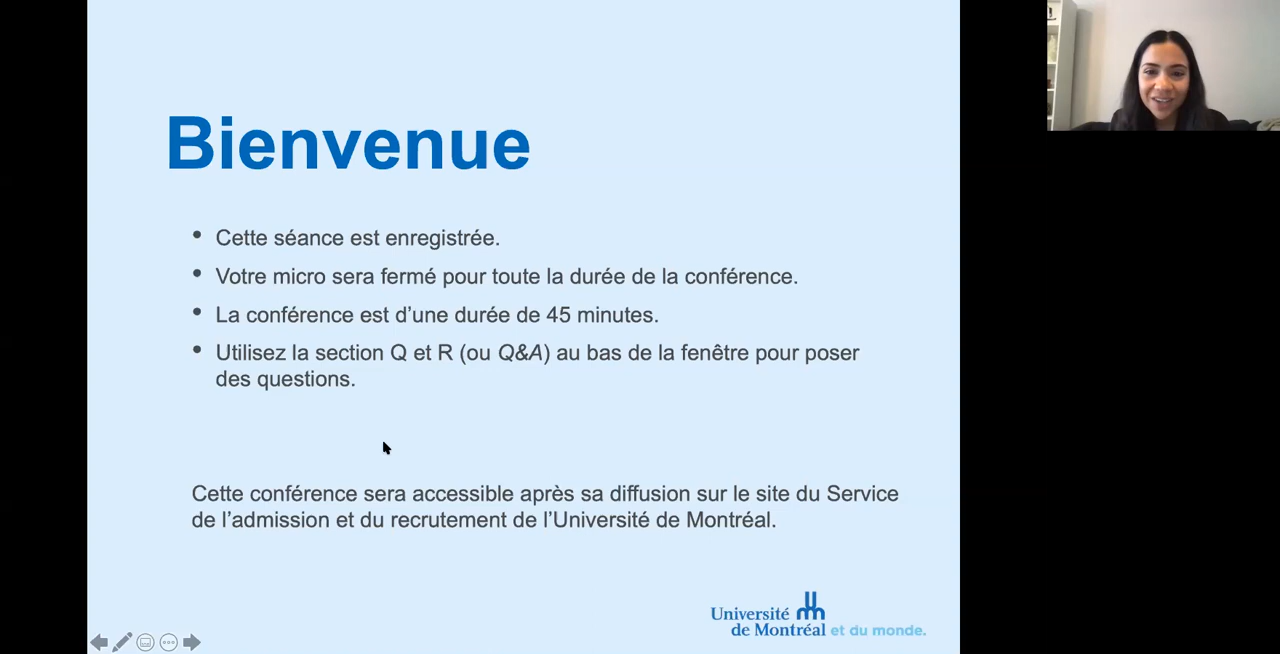 Bienvenue
• Cette séance est enregistrée.
• Votre micro sera fermé pour toute la durée de la conférence.
• La conférence est d’une durée de 45 minutes.
• Utilisez la section Q et R (ou Q&A) au bas de la fenêtre pour poser
des questions.
Cette conférence sera accessible après sa diffusion sur le site du Service
de l’admission et du recrutement de l’Université de Montréal.
Université
de Montréal et du monde.